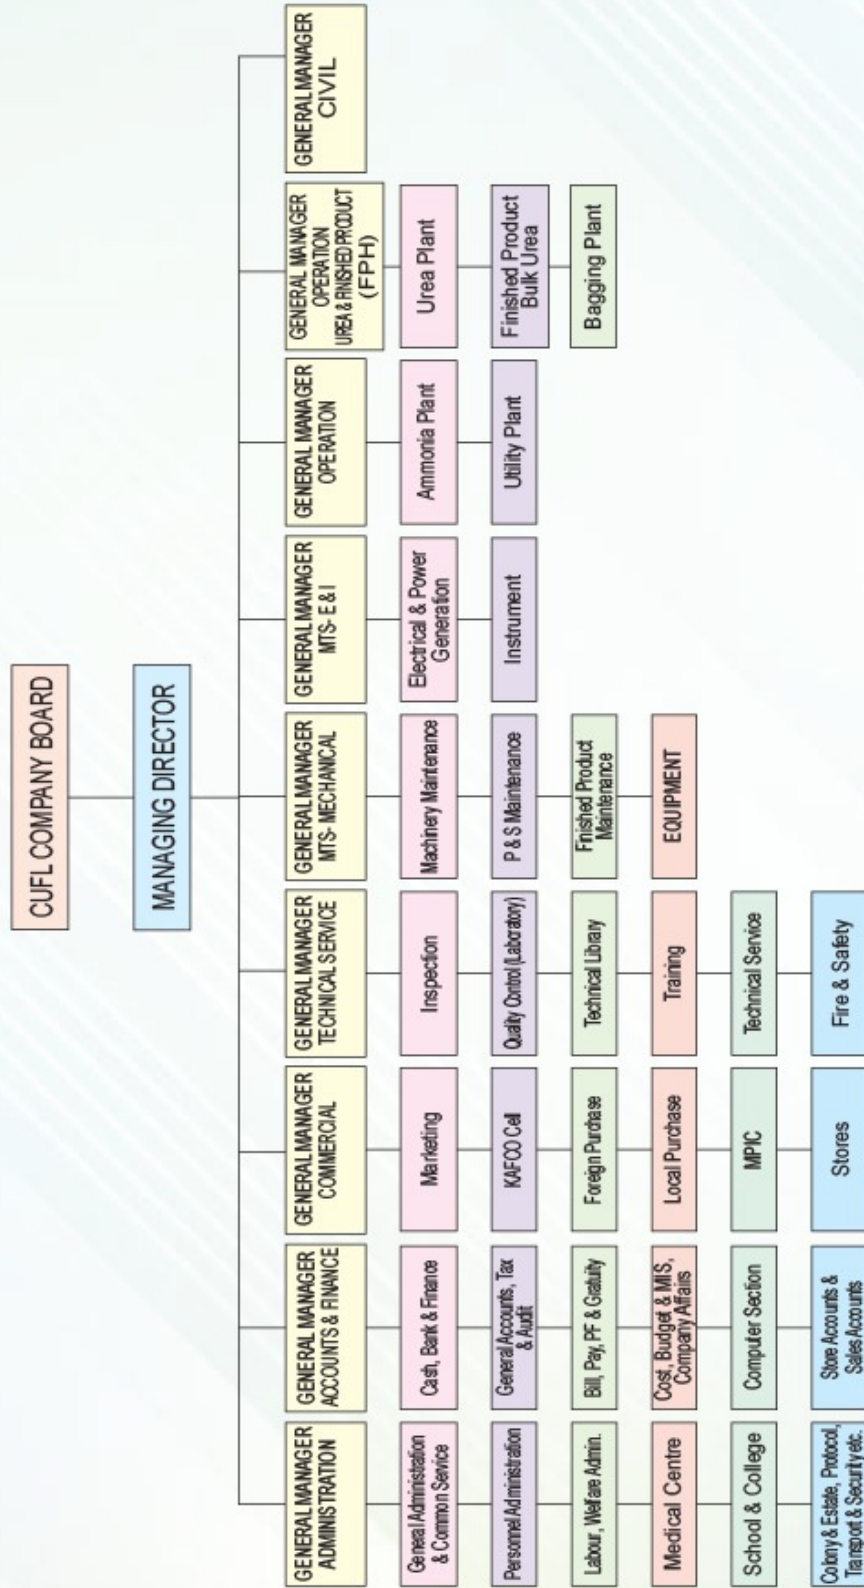 CUFL COMPANY BOARD
MANAGING DIRECTOR
GENERAL MANAGER
ADMINISTRATION
General Administration
& Common Service
Personnel Administration
Labour, Welfare Admin.
Medical Centre
School & College
Colony & Estate, Protocol,
Transport & Security etc.
GENERAL MANAGER
ACCOUNTS & FINANCE
Cash, Bank & Finance
General Accounts, Tax
& Audit
Bill, Pay, PF & Gratuity
Cost, Budget & MIS,
Company Affairs
Computer Section
Store Accounts &
Sales Accounts
GENERAL MANAGER
COMMERCIAL
Marketing
KAFCO Cell
Foreign Purchase
Local Purchase
MPIC
Stores
GENERAL MANAGER
TECHNICAL SERVICE
Inspection
Quality Control (Laboratory)
Technical Library
Training
Technical Service
Fire & Safety
GENERAL MANAGER
MTS- MECHANICAL
Machinery Maintenance
P & S Maintenance
Finished Product
Maintenance
EQUIPMENT
GENERAL MANAGER
MTS- E & I
Electrical & Power
Generation
Instrument
GENERAL MANAGER
OPERATION
Ammonia Plant
Utility Plant
GENERAL MANAGER
OPERATION
UREA & FINISHED PRODUCT
(FPH)
Urea Plant
Finished Product
Bulk Urea
Bagging Plant
GENERAL MANAGER
CIVIL